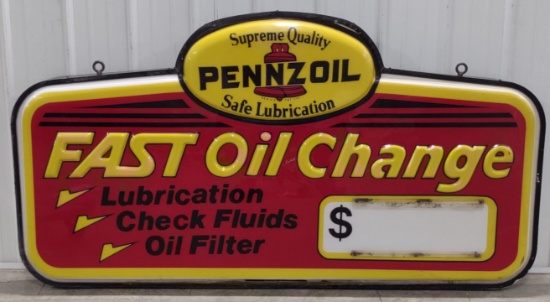 Supreme Quality
PENNZOIL
Safe Lubrication
FAST Oil Change
Lubrication
Check Fluids
Oil Filter
$